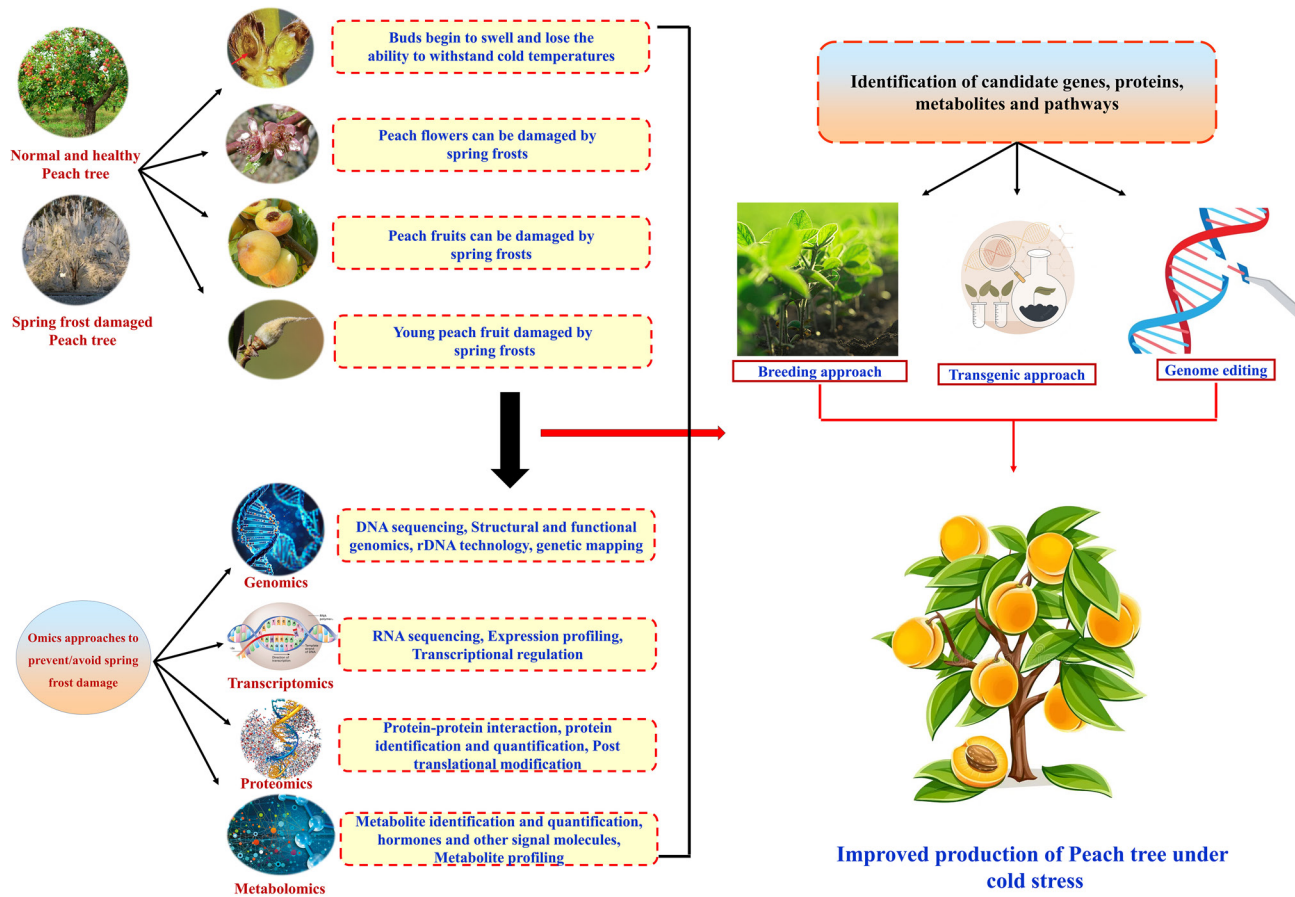 Buds begin to swell and lose the
ability to withstand cold temperatures
Normal and healthy
Peach tree
Peach flowers can be damaged by
spring frosts
Peach fruits can be damaged by
spring frosts
Spring frost damaged
Peach tree
Young peach fruit damaged by
spring frosts
Omics approaches to
prevent/avoid spring
frost damage
Genomics
DNA sequencing, Structural and functional
genomics, rDNA technology, genetic mapping
Transcriptomics
RNA sequencing, Expression profiling,
Transcriptional regulation
Proteomics
Protein-protein interaction, protein
identification and quantification, Post
translational modification
Metabolomics
Metabolite identification and quantification,
hormones and other signal molecules,
Metabolite profiling
Identification of candidate genes, proteins,
metabolites and pathways
Breeding approach
Transgenic approach
Genome editing
Improved production of Peach tree under
cold stress